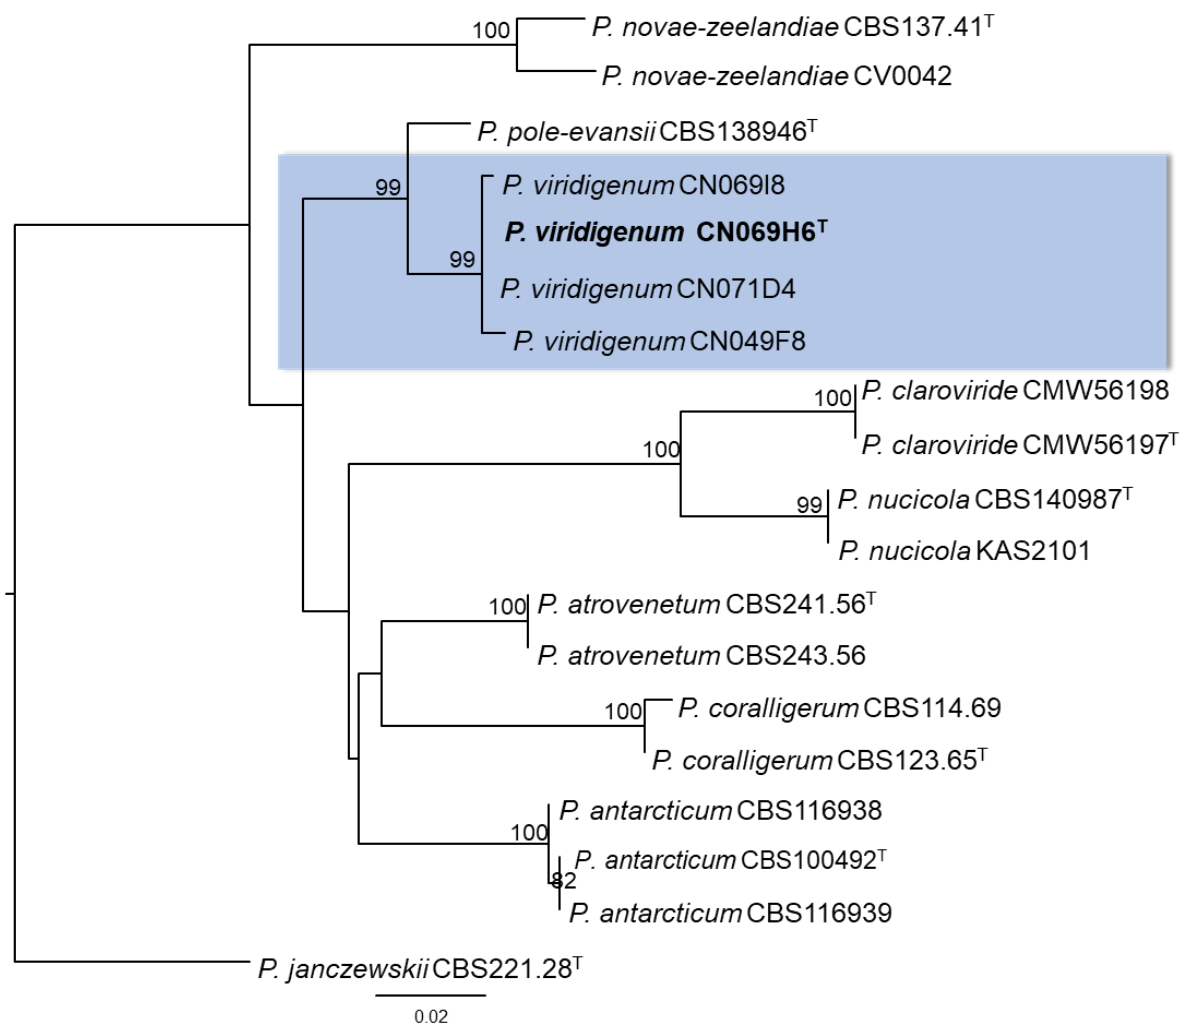 100
P. novae-zeelandiae CBS137.41ᵀ
P. novae-zeelandiae CV0042
P. pole-evansii CBS138946ᵀ
99
P. viridigenum CN069I8
P. viridigenum CN069H6ᵀ
99
P. viridigenum CN071D4
P. viridigenum CN049F8
100
P. claroviride CMW56198
100
P. claroviride CMW56197ᵀ
99
P. nucicola CBS140987ᵀ
P. nucicola KAS2101
100
P. atrovenetum CBS241.56ᵀ
P. atrovenetum CBS243.56
100
P. coralligerum CBS114.69
P. coralligerum CBS123.65ᵀ
P. antarcticum CBS116938
100
P. antarcticum CBS100492ᵀ
82
P. antarcticum CBS116939
P. janczewskii CBS221.28ᵀ
0.02